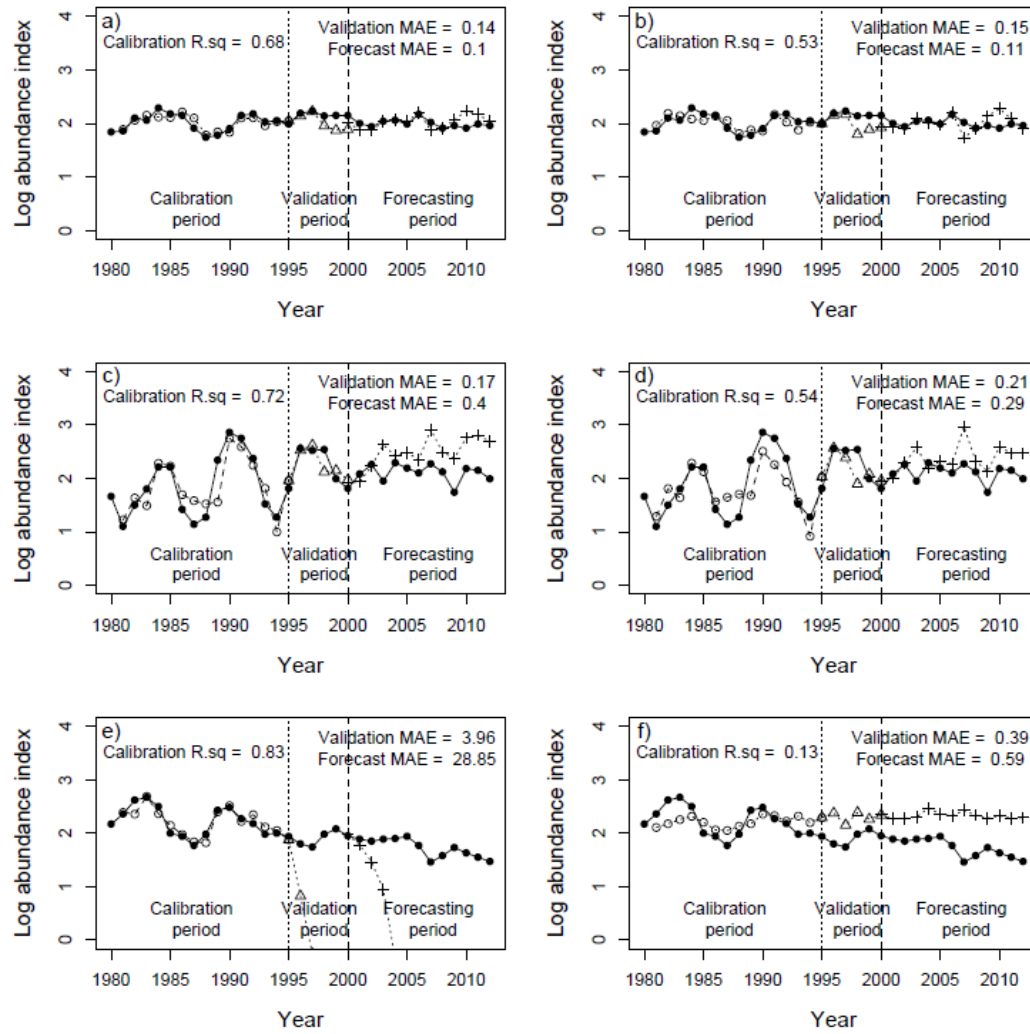 a)
Calibration R.sq = 0.68
Validation MAE = 0.14
Forecast MAE = 0.1
Log abundance index
4
3
2
1
0
Calibration period
Validation period
Forecasting period
1980 1985 1990 1995 2000 2005 2010
Year
b)
Calibration R.sq = 0.53
Validation MAE = 0.15
Forecast MAE = 0.11
Log abundance index
4
3
2
1
0
Calibration period
Validation period
Forecasting period
1980 1985 1990 1995 2000 2005 2010
Year
c)
Calibration R.sq = 0.72
Validation MAE = 0.17
Forecast MAE = 0.4
Log abundance index
4
3
2
1
0
Calibration period
Validation period
Forecasting period
1980 1985 1990 1995 2000 2005 2010
Year
d)
Calibration R.sq = 0.54
Validation MAE = 0.21
Forecast MAE = 0.29
Log abundance index
4
3
2
1
0
Calibration period
Validation period
Forecasting period
1980 1985 1990 1995 2000 2005 2010
Year
e)
Calibration R.sq = 0.83
Validation MAE = 3.96
Forecast MAE = 28.85
Log abundance index
4
3
2
1
0
Calibration period
Validation period
Forecasting period
1980 1985 1990 1995 2000 2005 2010
Year
f)
Calibration R.sq = 0.13
Validation MAE = 0.39
Forecast MAE = 0.59
Log abundance index
4
3
2
1
0
Calibration period
Validation period
Forecasting period
1980 1985 1990 1995 2000 2005 2010
Year